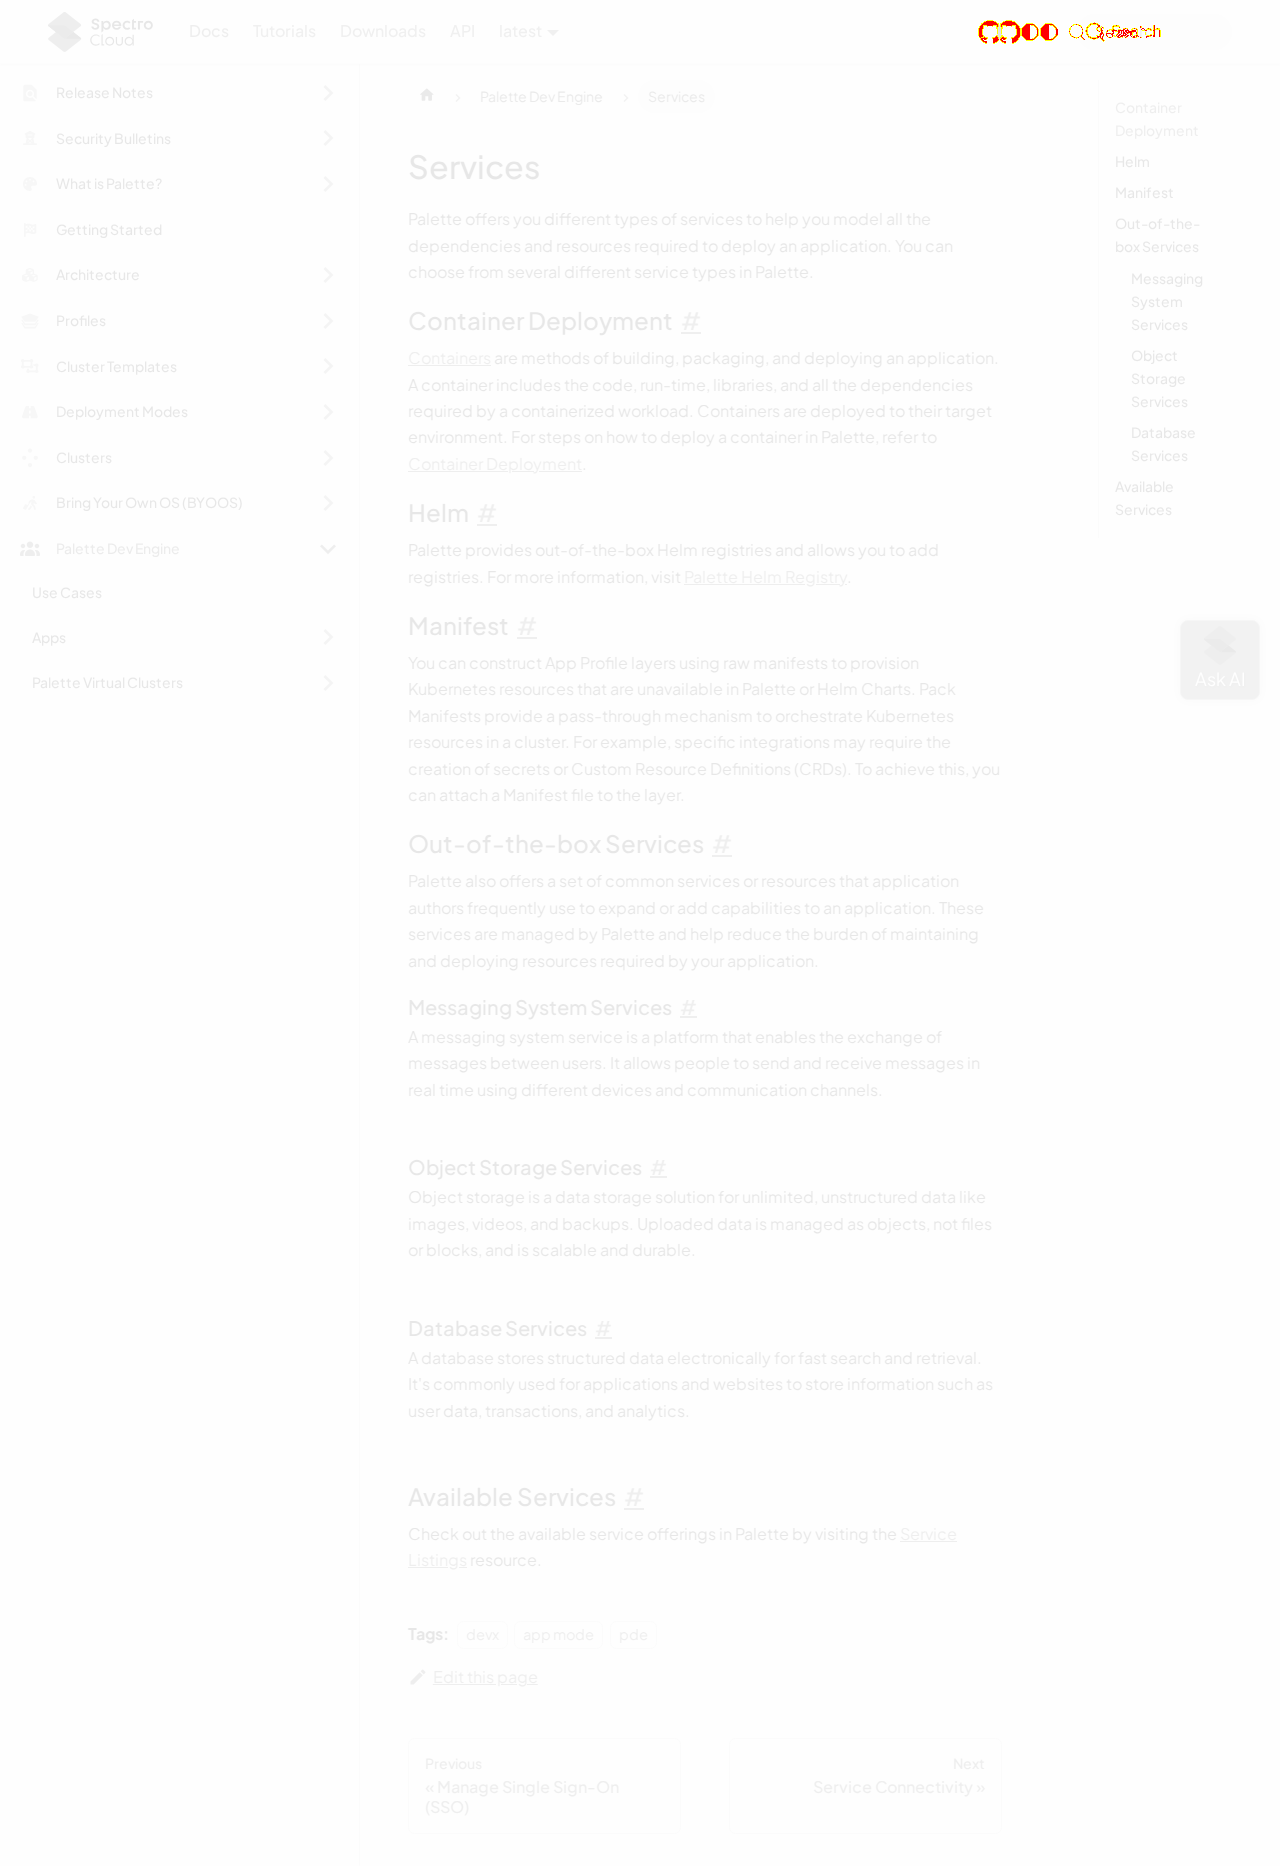 Spectro Cloud
Docs Tutorials Downloads API latest
Search
Release Notes
Security Bulletins
What is Palette?
Getting Started
Architecture
Profiles
Cluster Templates
Deployment Modes
Clusters
Bring Your Own OS (BYOOS)
Palette Dev Engine
Use Cases
Apps
Palette Virtual Clusters
Palette Dev Engine
Services
Services
Palette offers you different types of services to help you model all the
dependencies and resources required to deploy an application. You can
choose from several different service types in Palette.
Container Deployment #
Containers are methods of building, packaging, and deploying an application.
A container includes the code, run-time, libraries, and all the dependencies
required by a containerized workload. Containers are deployed to their target
environment. For steps on how to deploy a container in Palette, refer to
Container Deployment.
Helm #
Palette provides out-of-the-box Helm registries and allows you to add
registries. For more information, visit Palette Helm Registry.
Manifest #
You can construct App Profile layers using raw manifests to provision
Kubernetes resources that are unavailable in Palette or Helm Charts. Pack
Manifests provide a pass-through mechanism to orchestrate Kubernetes
resources in a cluster. For example, specific integrations may require the
creation of secrets or Custom Resource Definitions (CRDs). To achieve this, you
can attach a Manifest file to the layer.
Out-of-the-box Services #
Palette also offers a set of common services or resources that application
authors frequently use to expand or add capabilities to an application. These
services are managed by Palette and help reduce the burden of maintaining
and deploying resources required by your application.
Messaging System Services #
A messaging system service is a platform that enables the exchange of
messages between users. It allows people to send and receive messages in
real time using different devices and communication channels.
Object Storage Services #
Object storage is a data storage solution for unlimited, unstructured data like
images, videos, and backups. Uploaded data is managed as objects, not files
or blocks, and is scalable and durable.
Database Services #
A database stores structured data electronically for fast search and retrieval.
It's commonly used for applications and websites to store information such as
user data, transactions, and analytics.
Available Services #
Check out the available service offerings in Palette by visiting the Service
Listings resource.
Tags: devx app mode pde
Edit this page
Previous
« Manage Single Sign-On
(SSO)
Next
Service Connectivity »
Container
Deployment
Helm
Manifest
Out-of-the-
box Services
Messaging
System
Services
Object
Storage
Services
Database
Services
Available
Services
Ask AI